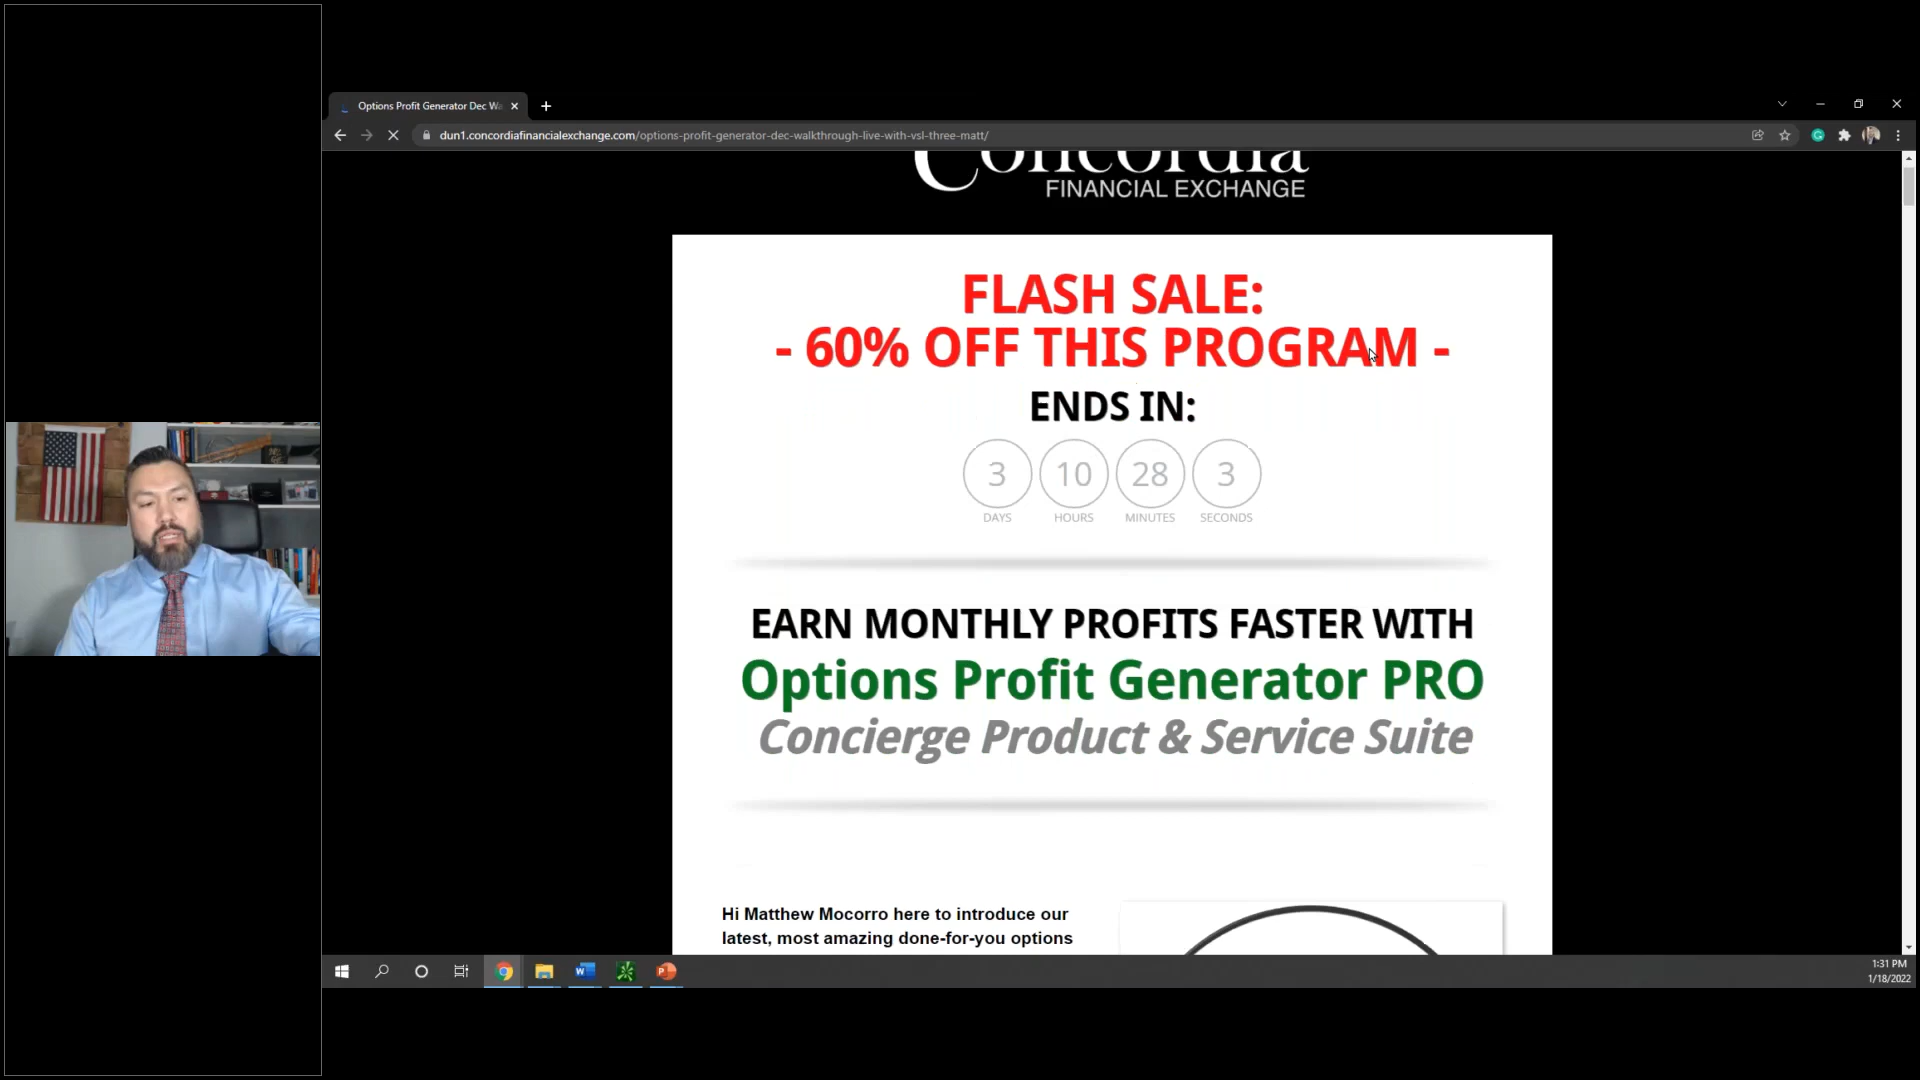 Options Profit Generator Dec Wa
dun1.concordiafinancialexchange.com/options-profit-generator-dec-walkthrough-live-with-vsl-three-matt/
Concordia
FINANCIAL EXCHANGE
FLASH SALE:
- 60% OFF THIS PROGRAM -
ENDS IN:
3 10 28 3
DAYS HOURS MINUTES SECONDS
EARN MONTHLY PROFITS FASTER WITH
Options Profit Generator PRO
Concierge Product & Service Suite
Hi Matthew Mocorro here to introduce our
latest, most amazing done-for-you options
1:31 PM
1/18/2022